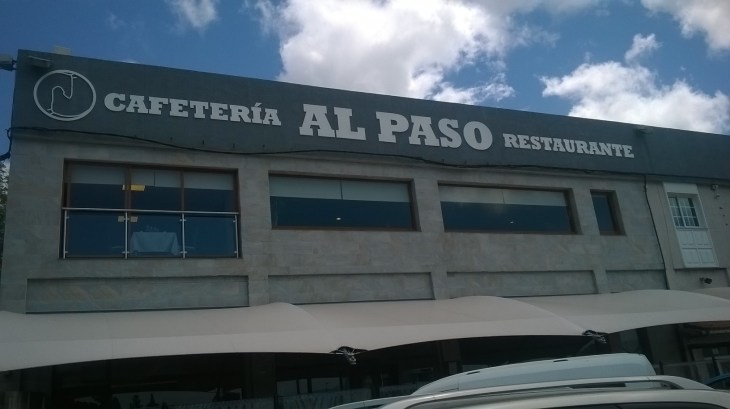 CAFETERÍA AL PASO RESTAURANTE